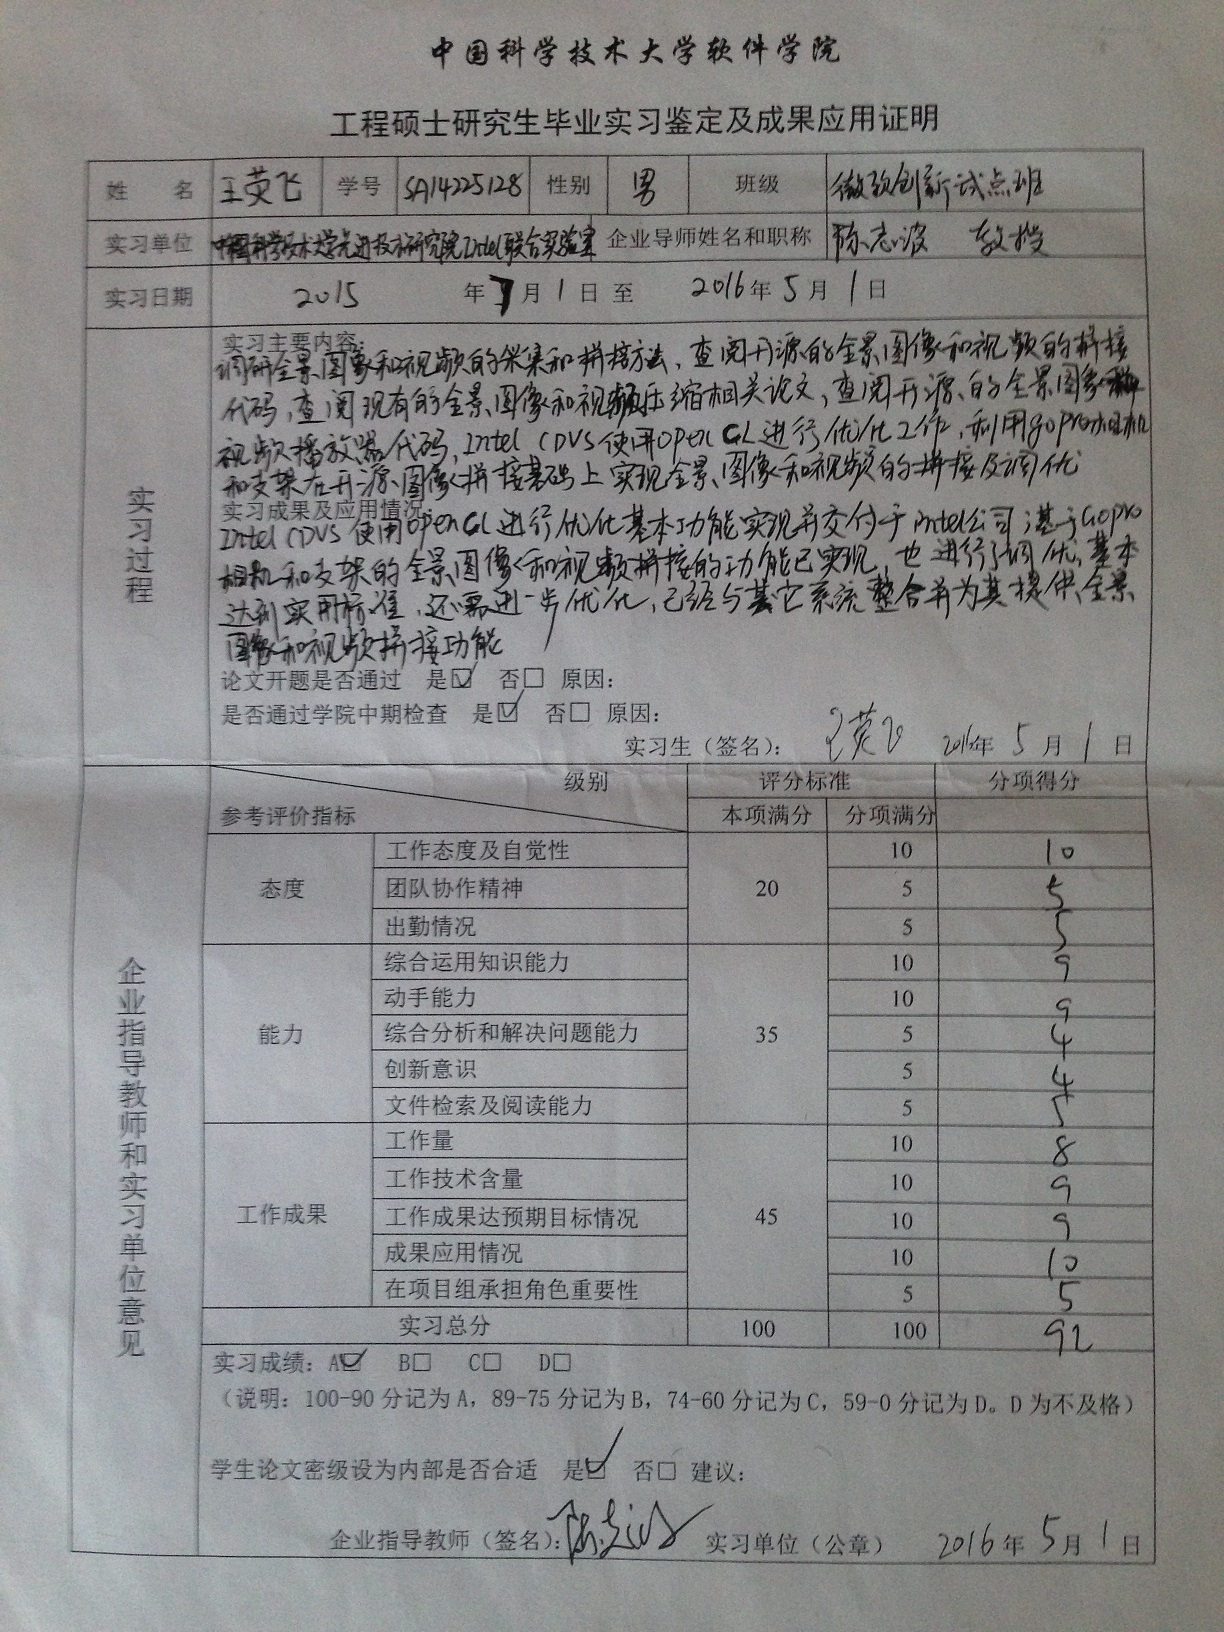 中国科学技术大学软件学院
工程硕士研究生毕业实习鉴定及成果应用证明
姓 名 王英飞 学号 SA14225128 性别 男 班级 微软创新试点班
实习单位 中国科学技术大学先进技术研究院Intel联合实验室 企业导师姓名和职称 陈志波 教授
实习日期 2015 年 7月 1 日 至 2016年 5 月 1 日
实习过程
实习主要内容:
调研全景图像和视频的采集和拼接方法，查阅开源的全景图像和视频的拼接
代码，查阅现有的全景图像和视频压缩相关论文，查阅开源的全景图像和
视频播放器代码，Intel CDVS使用OpenGL进行优化工作，利用gopro相机
和支架在开源图像拼接基础上实现全景图像和视频的拼接及调优
实习成果及应用情况
Intel CDVS使用OpenGL进行优化基本功能实现并交付于Intel公司；基于Gopro
相机和支架的全景图像和视频拼接的功能已实现，也进行了调优，基本
达到实用标准，还需进一步优化，已经与其它系统整合并为其提供全景
图像和视频拼接功能
论文开题是否通过 是☑ 否□ 原因:
是否通过学院中期检查 是☑ 否□ 原因:
实习生（签名）: 王英飞 2016年 5 月 1 日
企业指导教师和实习单位意见
级别 评分标准 分项得分
参考评价指标 本项满分 分项满分
工作态度及自觉性 10 10
态度 团队协作精神 20 5 5
出勤情况 5 5
综合运用知识能力 10 9
动手能力 10 9
能力 综合分析和解决问题能力 35 5 4
创新意识 5 4
文件检索及阅读能力 5 5
工作量 10 8
工作技术含量 10 9
工作成果 工作成果达预期目标情况 45 10 9
成果应用情况 10 10
在项目组承担角色重要性 5 5
实习总分 100 100 92
实习成绩: A☑ B□ C□ D□
（说明: 100-90 分记为 A，89-75 分记为 B，74-60 分记为 C，59-0 分记为 D。D 为不及格）
学生论文密级设为内部是否合适 是☑ 否□ 建议:
企业指导教师（签名）: 陈志波 实习单位（公章） 2016 年 5 月 1 日